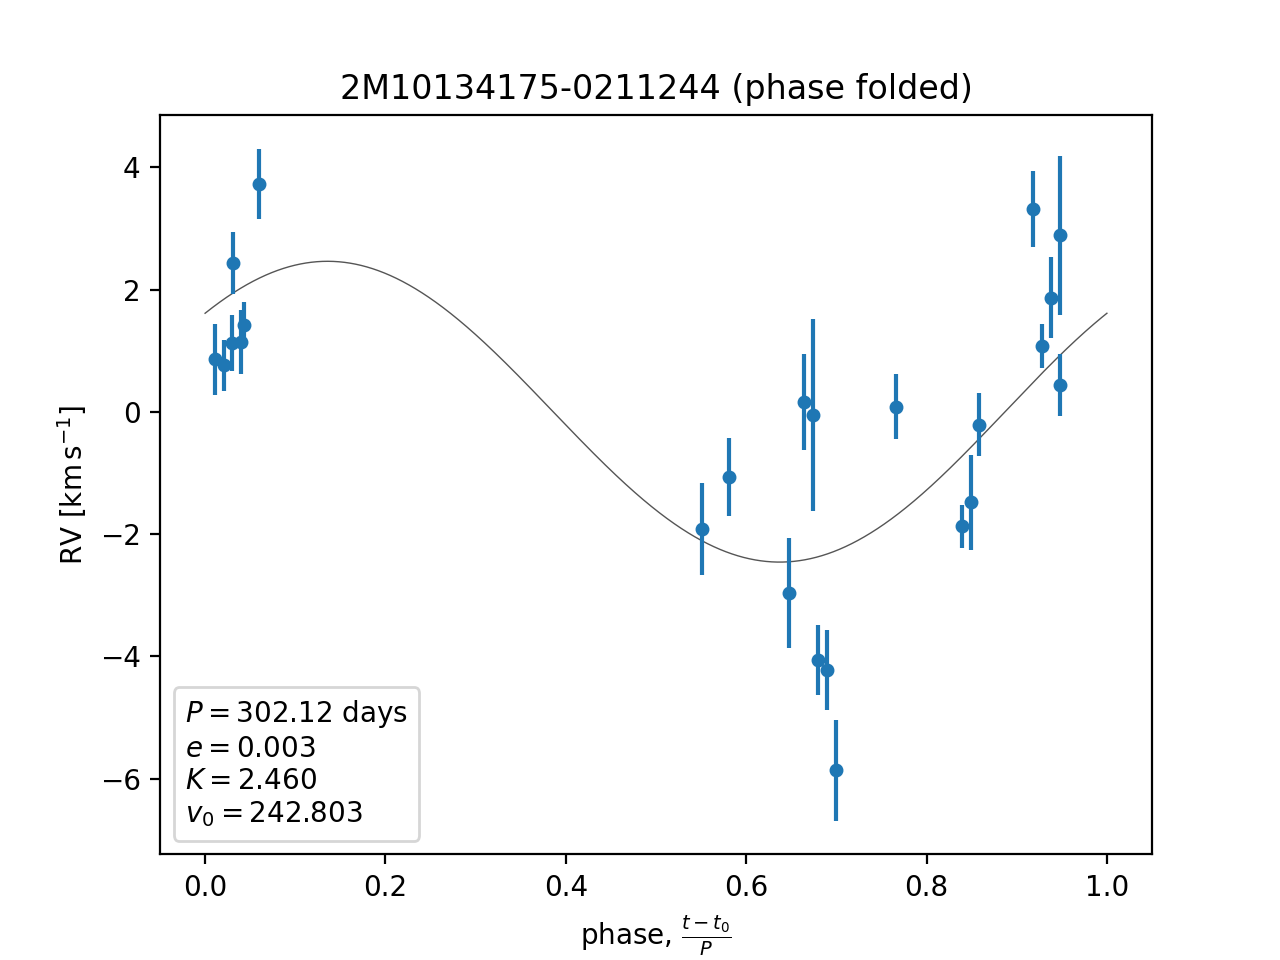 2M10134175-0211244 (phase folded)
4
2
0
−2
−4
−6
RV [km s⁻¹]
P = 302.12 days
e = 0.003
K = 2.460
v₀ = 242.803
0.0 0.2 0.4 0.6 0.8 1.0
phase, (t − t₀)/P